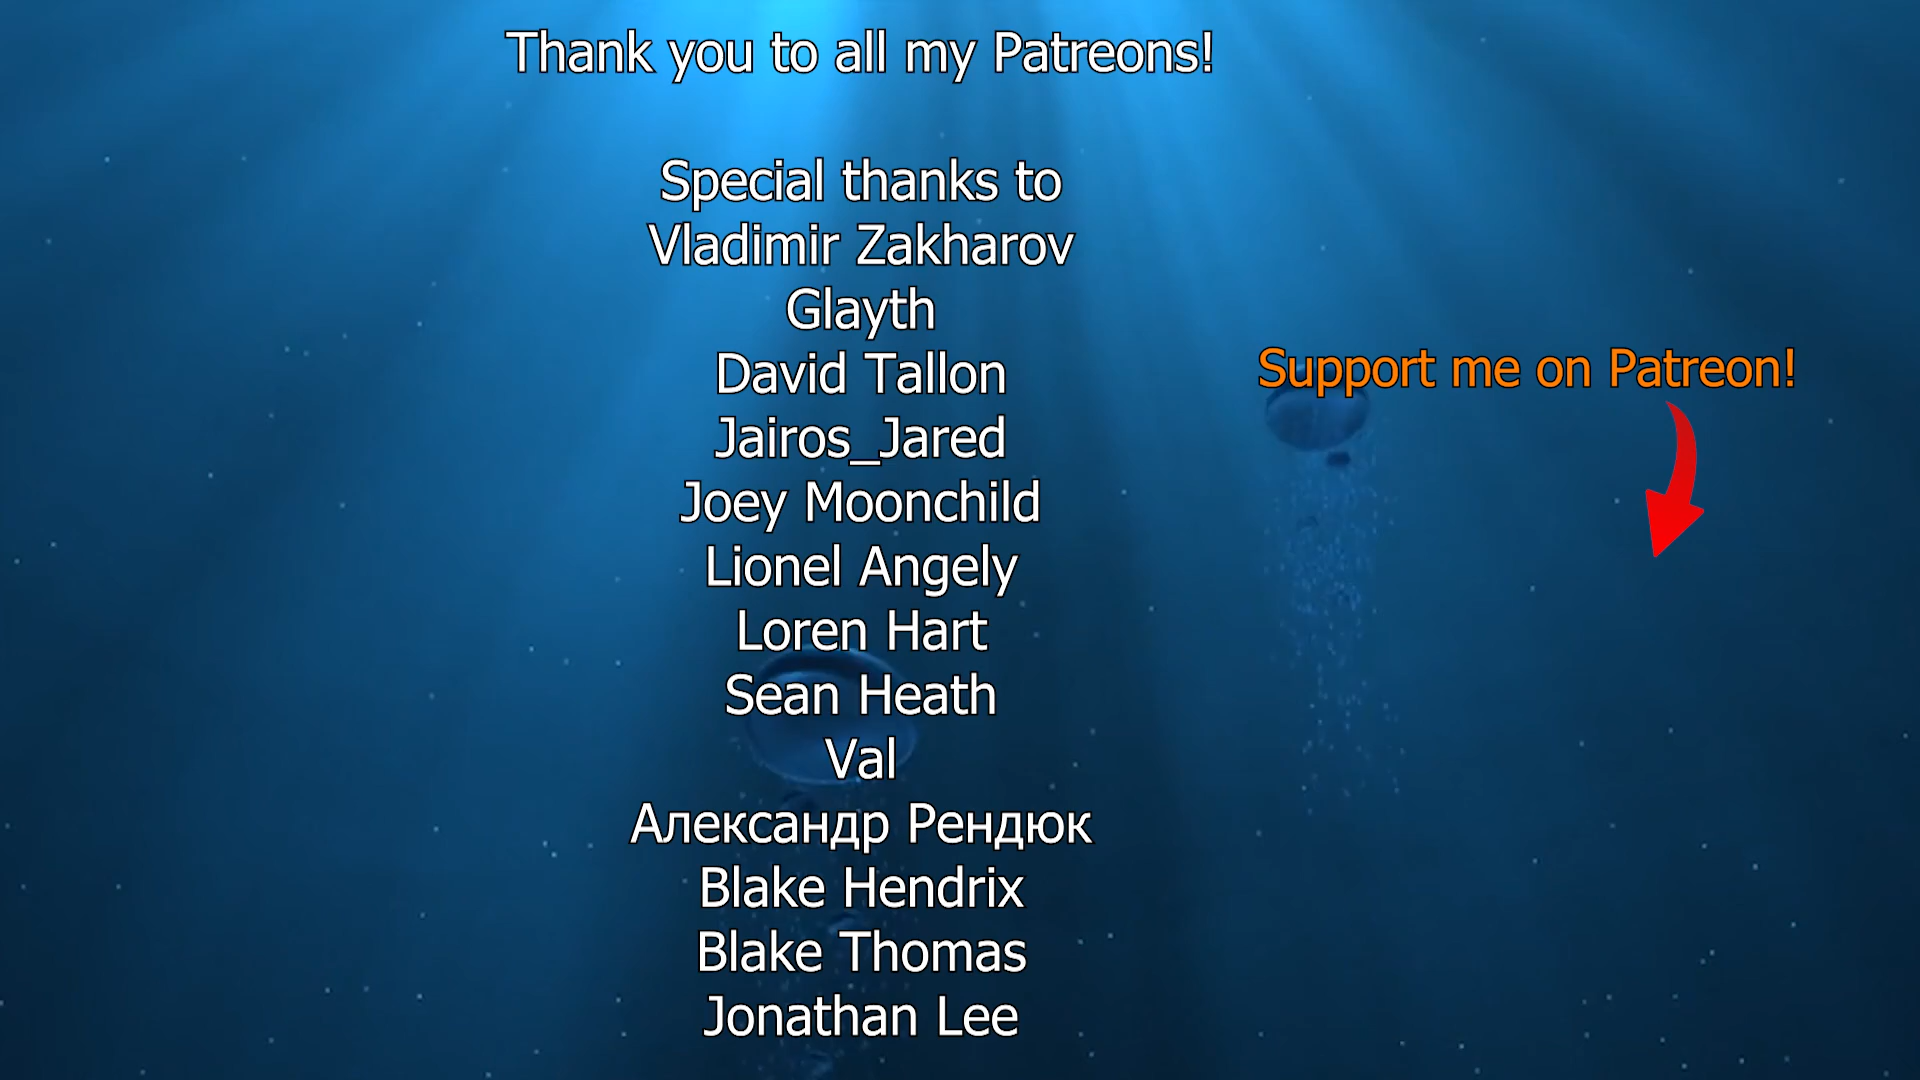 Thank you to all my Patreons!
Special thanks to
Vladimir Zakharov
Glayth
David Tallon
Jairos_Jared
Joey Moonchild
Lionel Angely
Loren Hart
Sean Heath
Val
Александр Рендюк
Blake Hendrix
Blake Thomas
Jonathan Lee
Support me on Patreon!